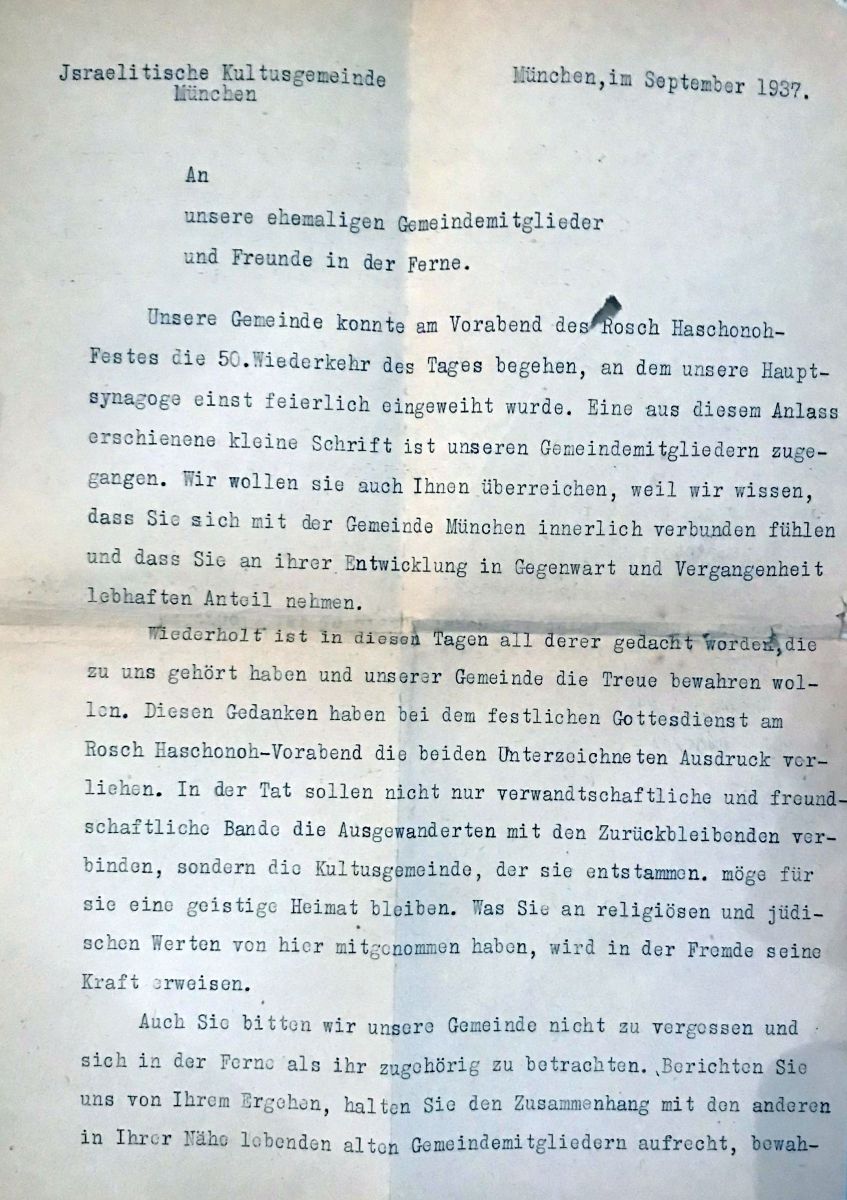 Jsraelitische Kultusgemeinde
München
München, im September 1937.
An
unsere ehemaligen Gemeindemitglieder
und Freunde in der Ferne.
Unsere Gemeinde konnte am Vorabend des Rosch Haschonoh-
Festes die 50.Wiederkehr des Tages begehen, an dem unsere Haupt-
synagoge einst feierlich eingeweiht wurde. Eine aus diesem Anlass
erschienene kleine Schrift ist unseren Gemeindemitgliedern zuge-
gangen. Wir wollen sie auch Ihnen überreichen, weil wir wissen,
dass Sie sich mit der Gemeinde München innerlich verbunden fühlen
und dass Sie an ihrer Entwicklung in Gegenwart und Vergangenheit
lebhaften Anteil nehmen.
Wiederholt ist in diesen Tagen all derer gedacht worden, die
zu uns gehört haben und unserer Gemeinde die Treue bewahren wol-
len. Diesen Gedanken haben bei dem festlichen Gottesdienst am
Rosch Haschonoh-Vorabend die beiden Unterzeichneten Ausdruck ver-
liehen. In der Tat sollen nicht nur verwandtschaftliche und freund-
schaftliche Bande die Ausgewanderten mit den Zurückbleibenden ver-
binden, sondern die Kultusgemeinde, der sie entstammen. möge für
sie eine geistige Heimat bleiben. Was Sie an religiösen und jüdi-
schen Werten von hier mitgenommen haben, wird in der Fremde seine
Kraft erweisen.
Auch Sie bitten wir unsere Gemeinde nicht zu vergessen und
sich in der Ferne als ihr zugehörig zu betrachten. Berichten Sie
uns von Ihrem Ergehen, halten Sie den Zusammenhang mit den anderen
in Ihrer Nähe lebenden alten Gemeindemitgliedern aufrecht, bewah-